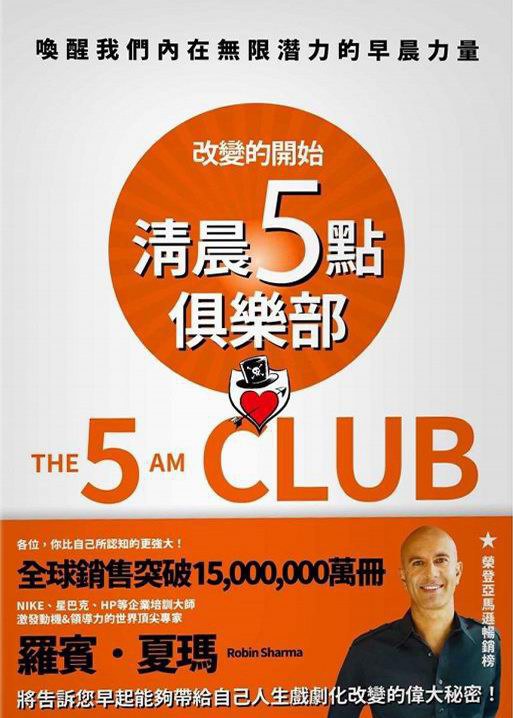 喚醒我們內在無限潛力的早晨力量
改變的開始
清晨5點
俱樂部
THE 5 AM CLUB
各位，你比自己所認知的更強大！
全球銷售突破15,000,000萬冊
NIKE、星巴克、HP等企業培訓大師
激發動機&領導力的世界頂尖專家
羅賓・夏瑪 Robin Sharma
★榮登亞馬遜暢銷榜
將告訴您早起能夠帶給自己人生戲劇化改變的偉大秘密！